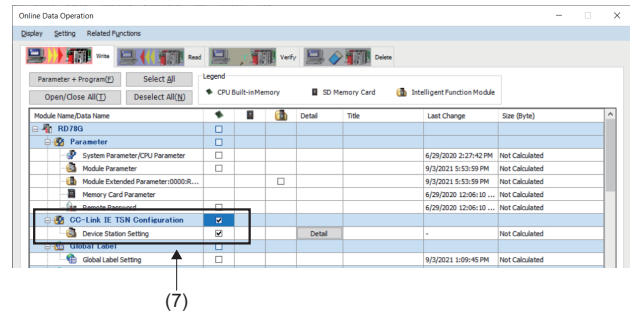 Online Data Operation
Display Setting Related Functions
Write Read Verify Delete
Parameter + Program(F) Select All Legend
Open/Close All(T) Deselect All(N) CPU Built-in Memory SD Memory Card Intelligent Function Module
Module Name/Data Name Detail Title Last Change Size (Byte)
RD78G
Parameter
System Parameter/CPU Parameter 6/29/2020 2:27:42 PM Not Calculated
Module Parameter 9/3/2021 5:53:59 PM Not Calculated
Module Extended Parameter:0000:R... 9/3/2021 5:53:59 PM Not Calculated
Memory Card Parameter 6/29/2020 12:06:10 ... Not Calculated
Remote Password 6/29/2020 12:06:10 ... Not Calculated
CC-Link IE TSN Configuration
Device Station Setting Detail - Not Calculated
Global Label
Global Label Setting 9/3/2021 1:09:45 PM Not Calculated
(7)